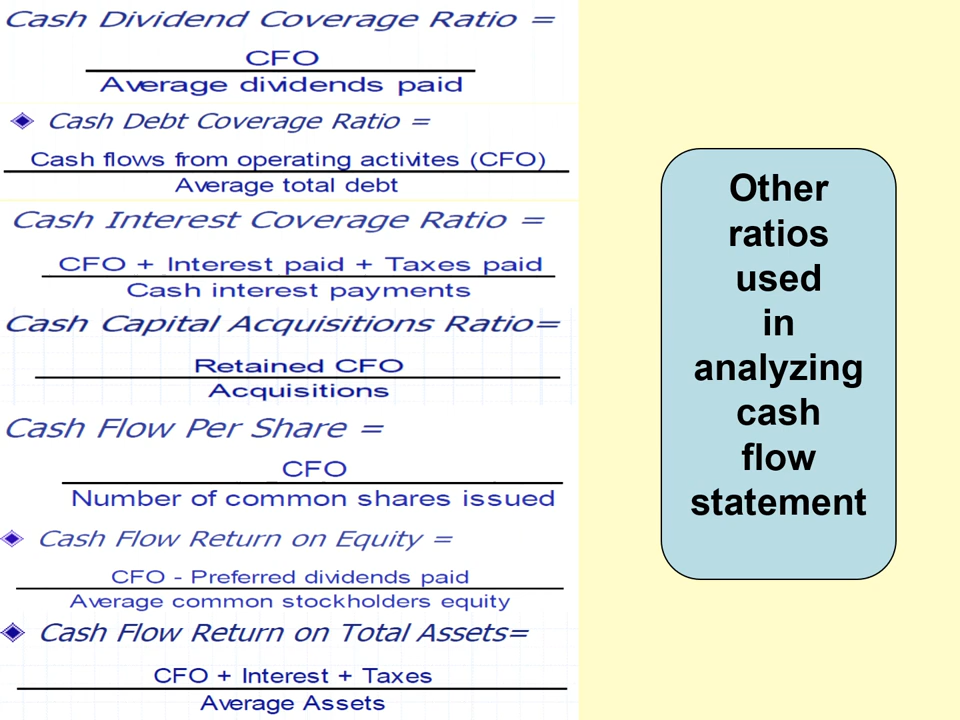 Cash Dividend Coverage Ratio =
CFO
Average dividends paid
Cash Debt Coverage Ratio =
Cash flows from operating activites (CFO)
Average total debt
Cash Interest Coverage Ratio =
CFO + Interest paid + Taxes paid
Cash interest payments
Cash Capital Acquisitions Ratio=
Retained CFO
Acquisitions
Cash Flow Per Share =
CFO
Number of common shares issued
Cash Flow Return on Equity =
CFO - Preferred dividends paid
Average common stockholders equity
Cash Flow Return on Total Assets=
CFO + Interest + Taxes
Average Assets
Other
ratios
used
in
analyzing
cash
flow
statement